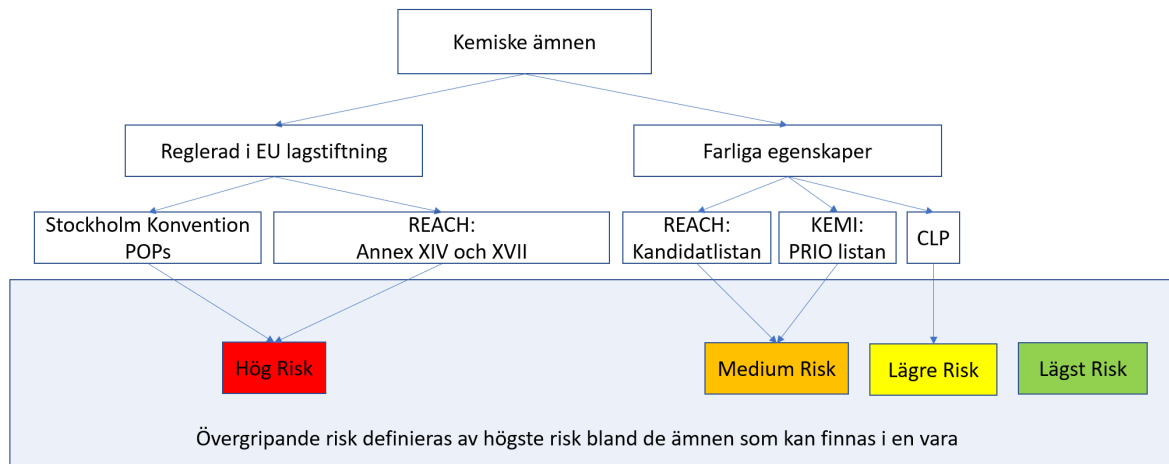 Kemiske ämnen
Reglerad i EU lagstiftning
Farliga egenskaper
Stockholm Konvention
POPs
REACH:
Annex XIV och XVII
REACH:
Kandidatlistan
KEMI:
PRIO listan
CLP
Hög Risk
Medium Risk
Lägre Risk
Lägst Risk
Övergripande risk definieras av högste risk bland de ämnen som kan finnas i en vara